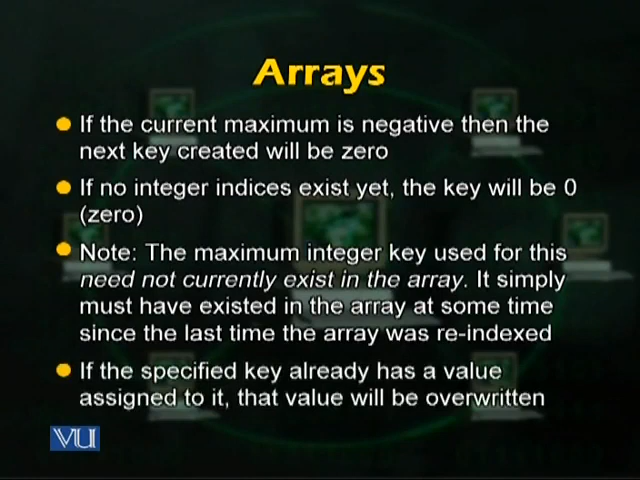 Arrays
If the current maximum is negative then the
next key created will be zero
If no integer indices exist yet, the key will be 0
(zero)
Note: The maximum integer key used for this
need not currently exist in the array. It simply
must have existed in the array at some time
since the last time the array was re-indexed
If the specified key already has a value
assigned to it, that value will be overwritten
VU